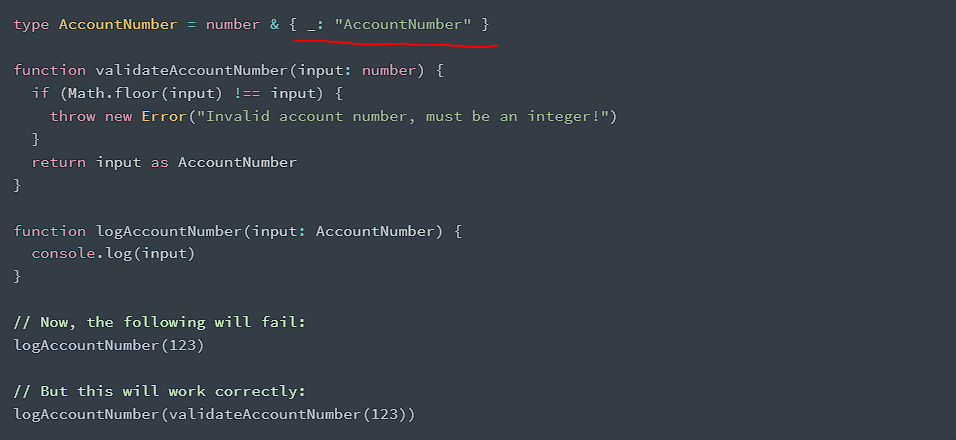 type AccountNumber = number & { _: "AccountNumber" }
function validateAccountNumber(input: number) {
if (Math.floor(input) !== input) {
throw new Error("Invalid account number, must be an integer!")
}
return input as AccountNumber
}
function logAccountNumber(input: AccountNumber) {
console.log(input)
}
// Now, the following will fail:
logAccountNumber(123)
// But this will work correctly:
logAccountNumber(validateAccountNumber(123))